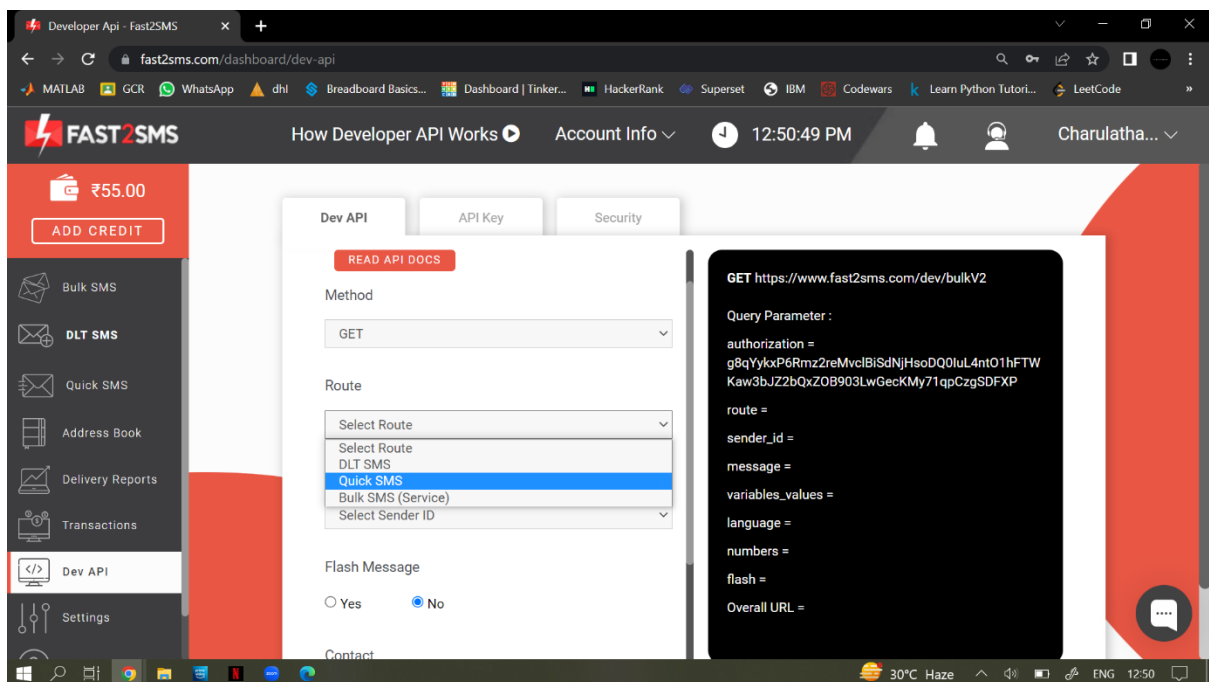 Developer Api - Fast2SMS
fast2sms.com/dashboard/dev-api
MATLAB GCR WhatsApp dhl Breadboard Basics... Dashboard | Tinker... HackerRank Superset IBM Codewars Learn Python Tutori... LeetCode »
FAST2SMS How Developer API Works Account Info 12:50:49 PM Charulatha...
₹55.00
ADD CREDIT
Bulk SMS
DLT SMS
Quick SMS
Address Book
Delivery Reports
Transactions
Dev API
Settings
Dev API API Key Security
READ API DOCS
Method
GET
Route
Select Route
Select Route
DLT SMS
Quick SMS
Bulk SMS (Service)
Select Sender ID
Flash Message
Yes No
Contact
GET https://www.fast2sms.com/dev/bulkV2
Query Parameter :
authorization =
g8qYykxP6Rmz2reMvclBiSdNjHsoDQ0IuL4ntO1hFTW
Kaw3bJZ2bQxZOB903LwGecKMy71qpCzgSDFXP
route =
sender_id =
message =
variables_values =
language =
numbers =
flash =
Overall URL =
30°C Haze ENG 12:50